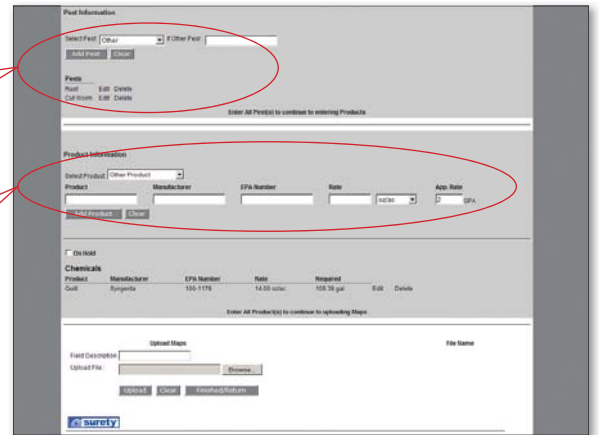 Pest Information
Select Pest: Other If Other Pest:
Add Pest Clear
Pests
Rust Edit Delete
Cut Worm Edit Delete
Enter All Pest(s) to continue to entering Products
Product Information
Select Product: Other Product
Product Manufacturer EPA Number Rate App. Rate
oz/ac 2 GPA
Add Product Clear
On Hold
Chemicals
Product Manufacturer EPA Number Rate Required
Quilt Syngenta 100-1178 14.00 oz/ac 108.38 gal Edit Delete
Enter All Product(s) to continue to uploading Maps
Upload Maps File Name
Field Description:
Upload File: Browse...
Upload Clear Finished/Return
surety